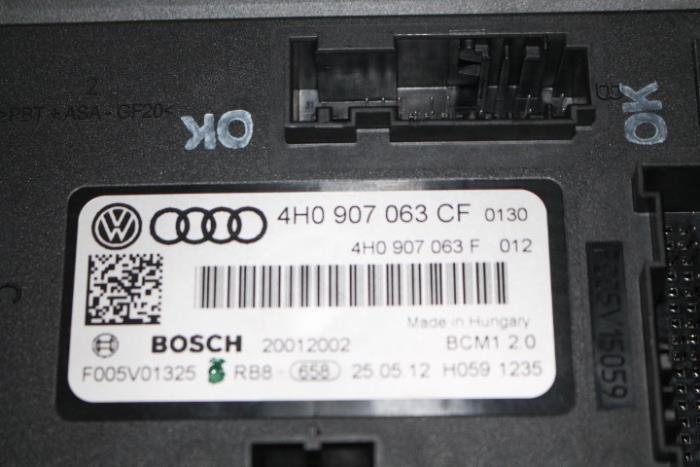 2
>PBT + ASA - GF20<
OK
OK
B
4H0 907 063 CF 0130
4H0 907 063 F 012
Made in Hungary
BOSCH 20012002 BCM1 2.0
F005V01325 RB8- 658 25 05 12 H059 1235